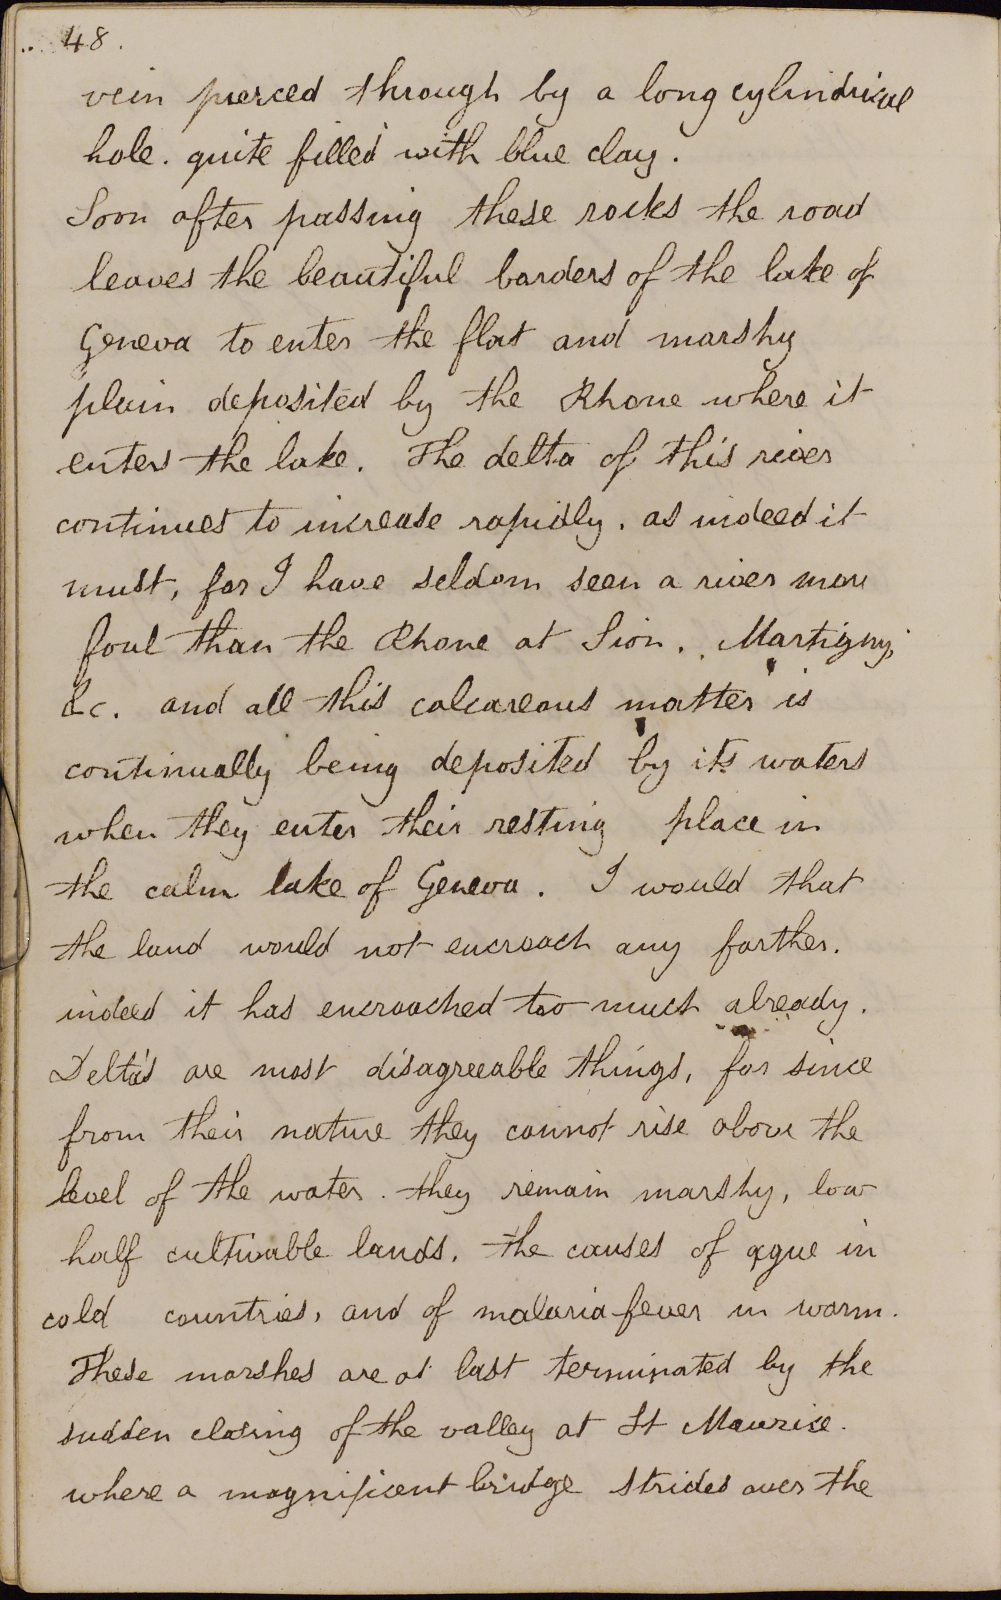 48.
vein pierced through by a long cylindrical
hole. quite filled with blue clay.
Soon after passing these rocks the road
leaves the beautiful borders of the lake of
Geneva to enter the flat and marshy
plain deposited by the Rhone where it
enters the lake. The delta of this river
continues to increase rapidly. as indeed it
must, for I have seldom seen a river more
foul than the Rhone at Sion. Martigny,
&c. and all this calcareous matter is
continually being deposited by its waters
when they enter their resting place in
the calm lake of Geneva. I would that
the land would not encroach any farther.
indeed it has encroached too much already.
Delta's are most disagreeable things, for since
from their nature they cannot rise above the
level of the water. they remain marshy, low
half cultivable lands. the causes of ague in
cold countries, and of malaria fever in warm.
These marshes are at last terminated by the
sudden closing of the valley at St Maurice.
where a magnificent bridge strides over the